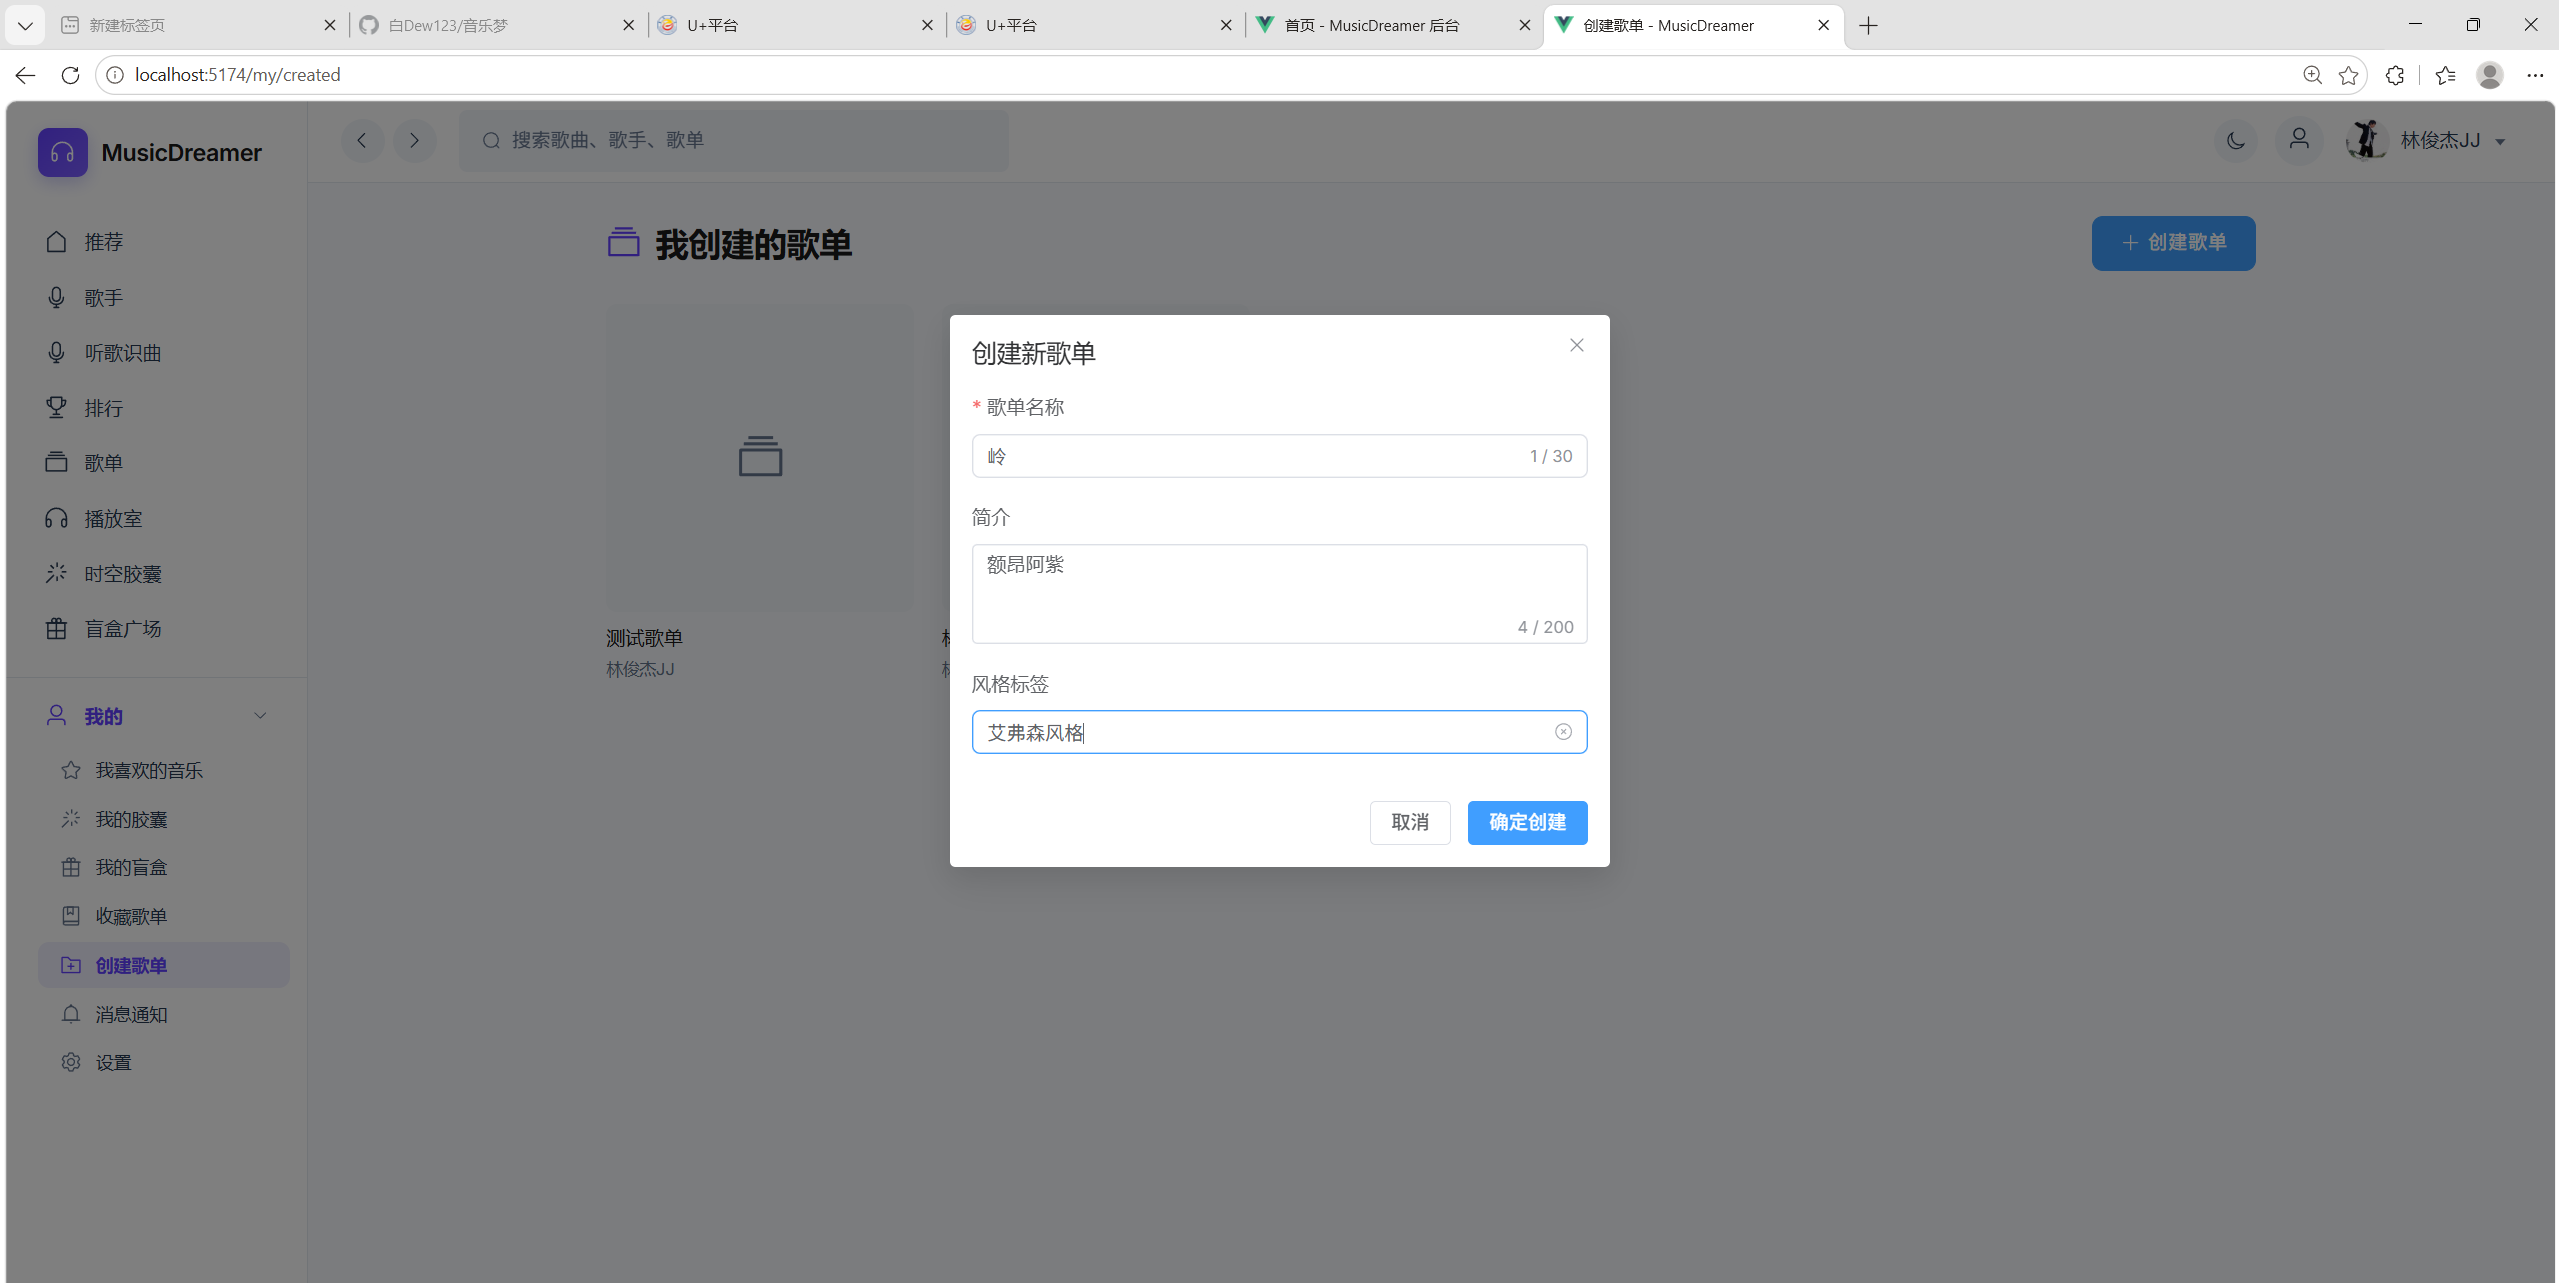 新建标签页
白Dew123/音乐梦
U+平台
U+平台
首页 - MusicDreamer 后台
创建歌单 - MusicDreamer
localhost:5174/my/created
MusicDreamer
搜索歌曲、歌手、歌单
林俊杰JJ
推荐
歌手
听歌识曲
排行
歌单
播放室
时空胶囊
盲盒广场
我的
我喜欢的音乐
我的胶囊
我的盲盒
收藏歌单
创建歌单
消息通知
设置
我创建的歌单
创建歌单
测试歌单
林俊杰JJ
创建新歌单
* 歌单名称
岭
1 / 30
简介
额昂阿紫
4 / 200
风格标签
艾弗森风格
取消
确定创建